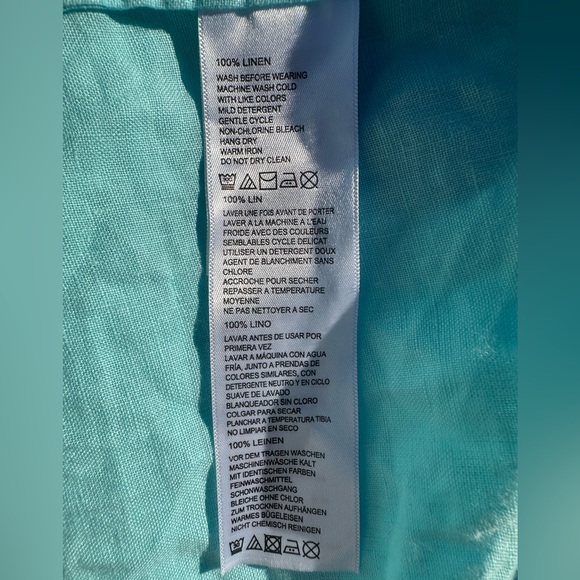 100% LINEN
WASH BEFORE WEARING
MACHINE WASH COLD
WITH LIKE COLORS
MILD DETERGENT
GENTLE CYCLE
NON-CHLORINE BLEACH
HANG DRY
WARM IRON
DO NOT DRY CLEAN
100% LIN
LAVER UNE FOIS AVANT DE PORTER
LAVER A LA MACHINE A L'EAU
FROIDE AVEC DES COULEURS
SEMBLABLES CYCLE DELICAT
UTILISER UN DETERGENT DOUX
AGENT DE BLANCHIMENT SANS
CHLORE
ACCROCHE POUR SECHER
REPASSER A TEMPERATURE
MOYENNE
NE PAS NETTOYER A SEC
100% LINO
LAVAR ANTES DE USAR POR
PRIMERA VEZ
LAVAR A MÁQUINA CON AGUA
FRÍA, JUNTO A PRENDAS DE
COLORES SIMILARES, CON
DETERGENTE NEUTRO Y EN CICLO
SUAVE DE LAVADO
BLANQUEADOR SIN CLORO
COLGAR PARA SECAR
PLANCHAR A TEMPERATURA TIBIA
NO LIMPIAR EN SECO
100% LEINEN
VOR DEM TRAGEN WASCHEN
MASCHINENWÄSCHE KALT
MIT IDENTISCHEN FARBEN
FEINWASCHMITTEL
SCHONWASCHGANG
BLEICHE OHNE CHLOR
ZUM TROCKNEN AUFHÄNGEN
WARMES BÜGELEISEN
NICHT CHEMISCH REINIGEN